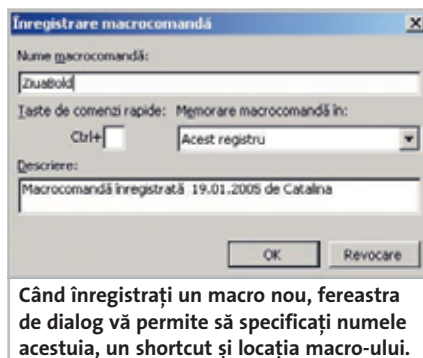 Înregistrare macrocomandă
Nume macrocomandă:
ZiuaBold
Taste de comenzi rapide: Memorare macrocomandă în:
Ctrl+ Acest registru
Descriere:
Macrocomandă înregistrată 19.01.2005 de Catalina
OK Revocare
Când înregistrați un macro nou, fereastra
de dialog vă permite să specificați numele
acestuia, un shortcut și locația macro-ului.